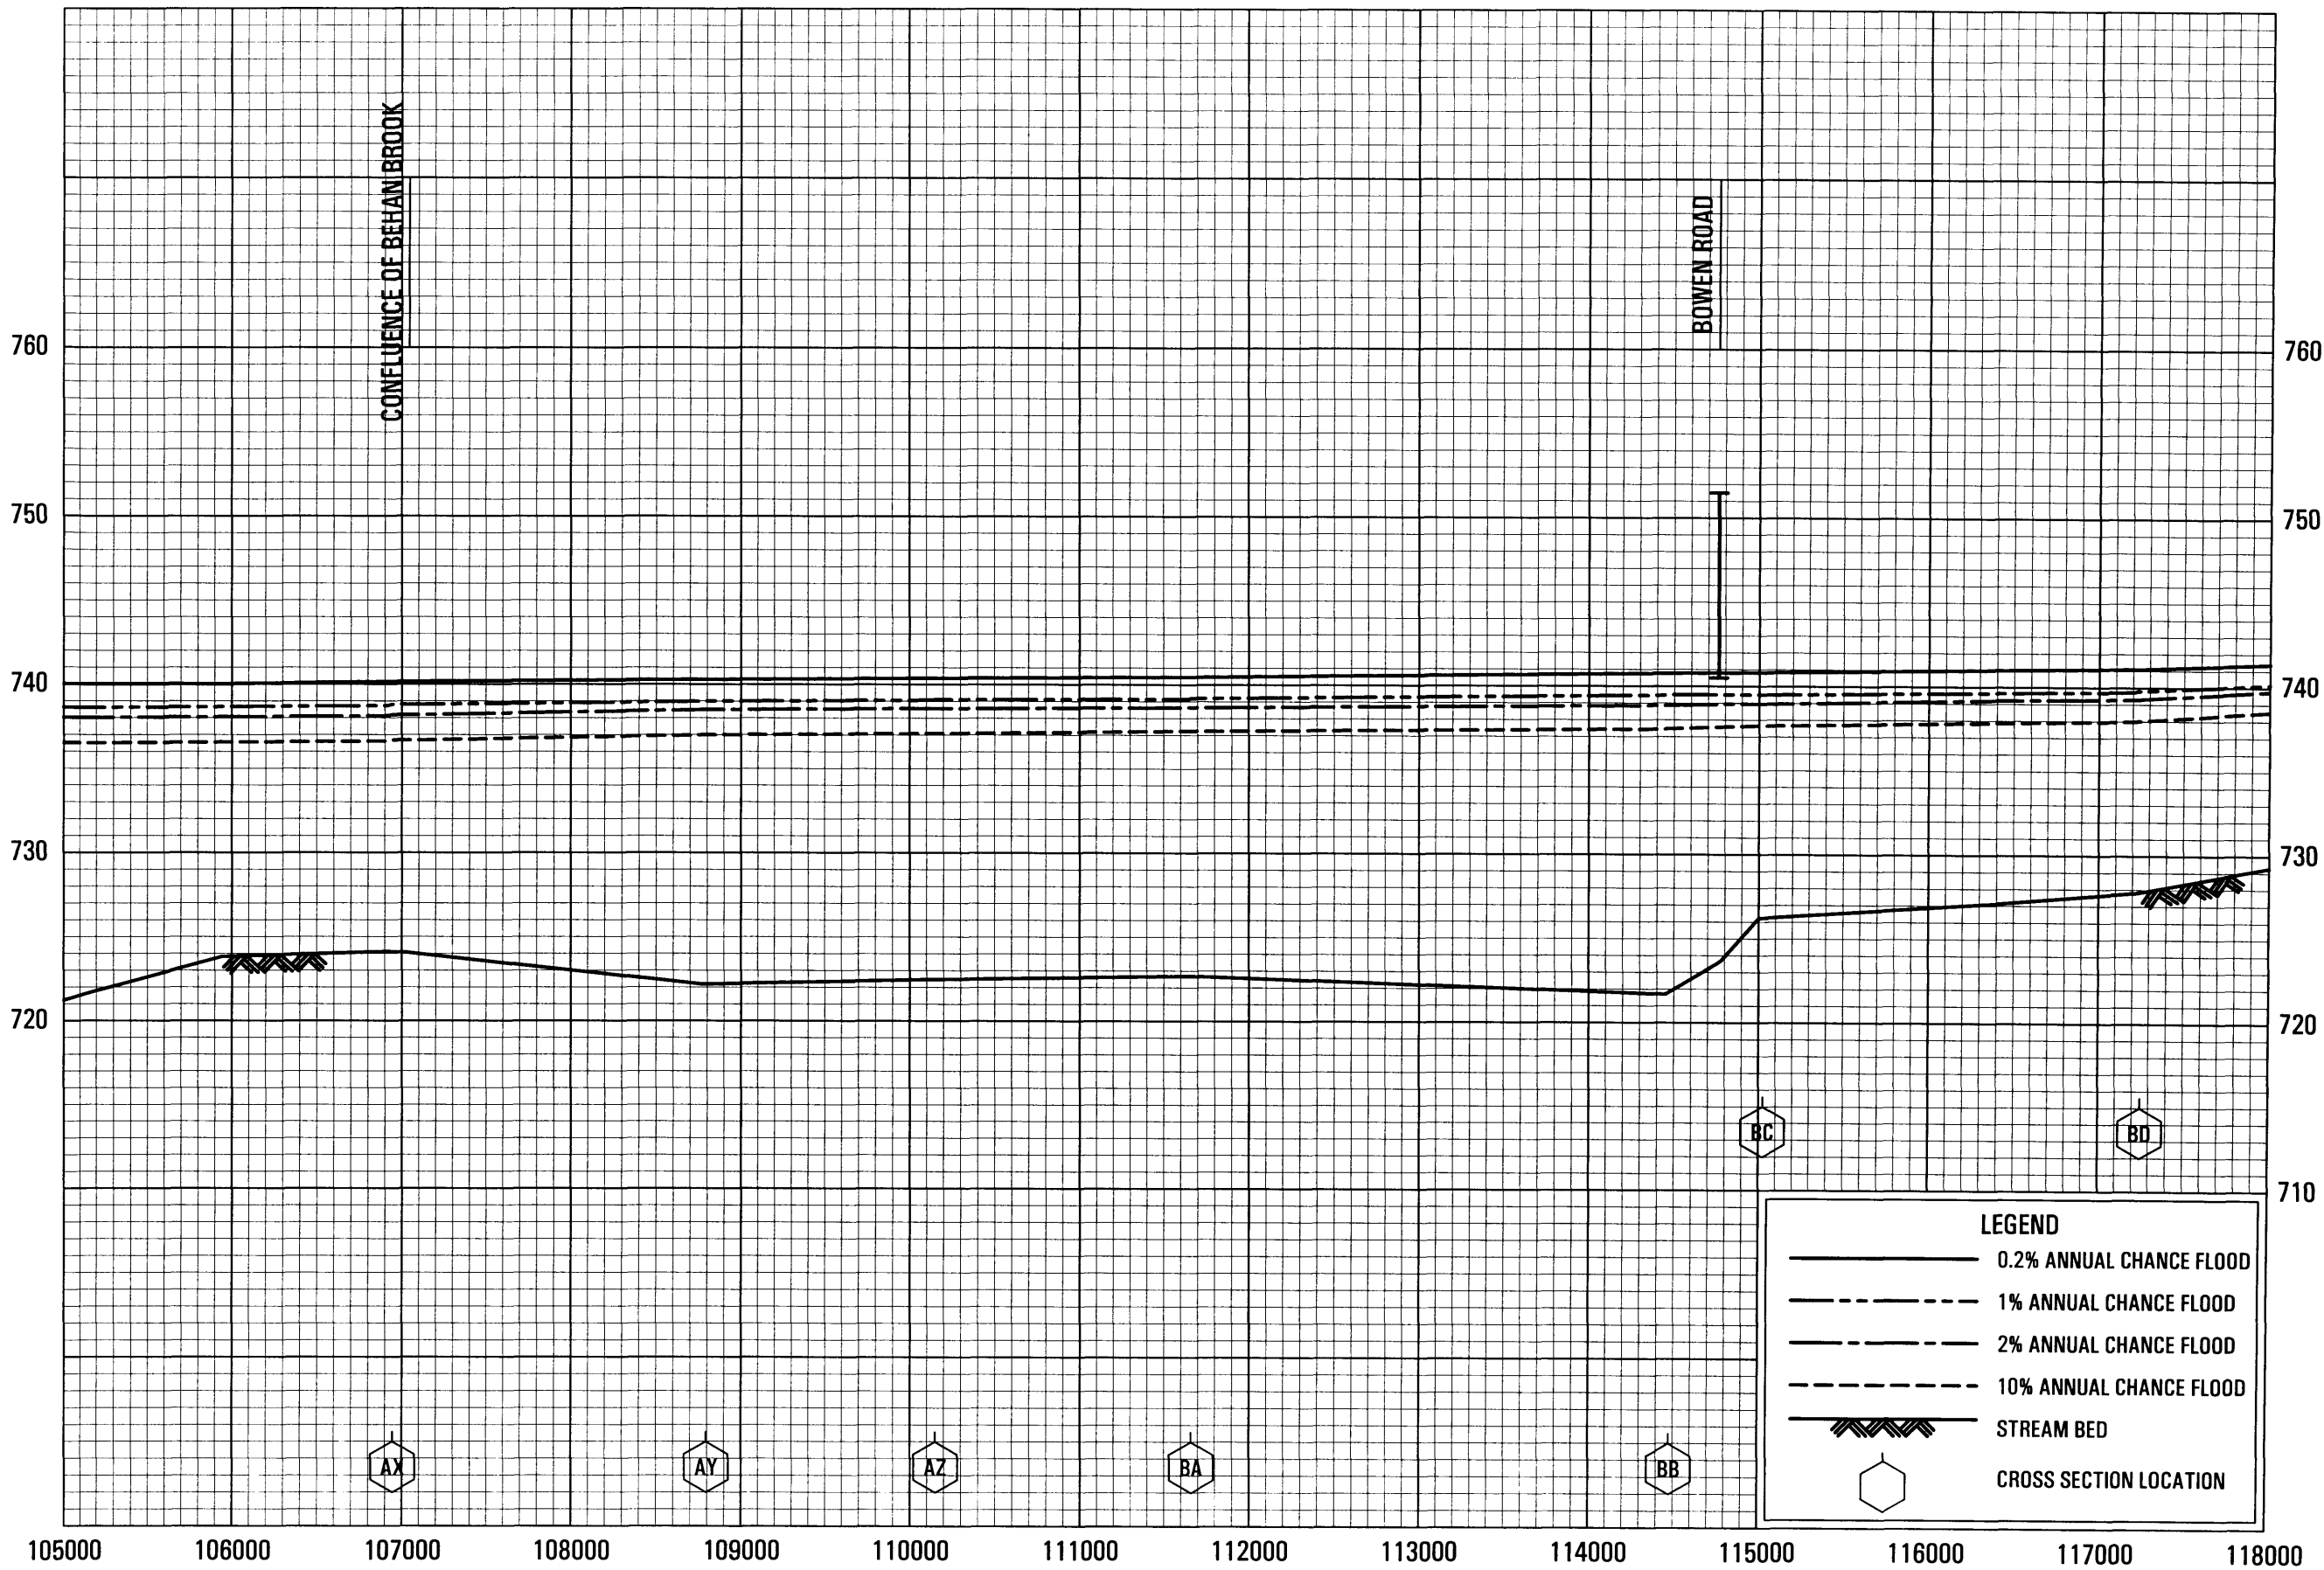 CONFLUENCE OF BEHAN BROOK
BOWEN ROAD
760
750
740
730
720
760
750
740
730
720
710
AX
AY
AZ
BA
BB
BC
BD
LEGEND
0.2% ANNUAL CHANCE FLOOD
1% ANNUAL CHANCE FLOOD
2% ANNUAL CHANCE FLOOD
10% ANNUAL CHANCE FLOOD
STREAM BED
CROSS SECTION LOCATION
105000 106000 107000 108000 109000 110000 111000 112000 113000 114000 115000 116000 117000 118000